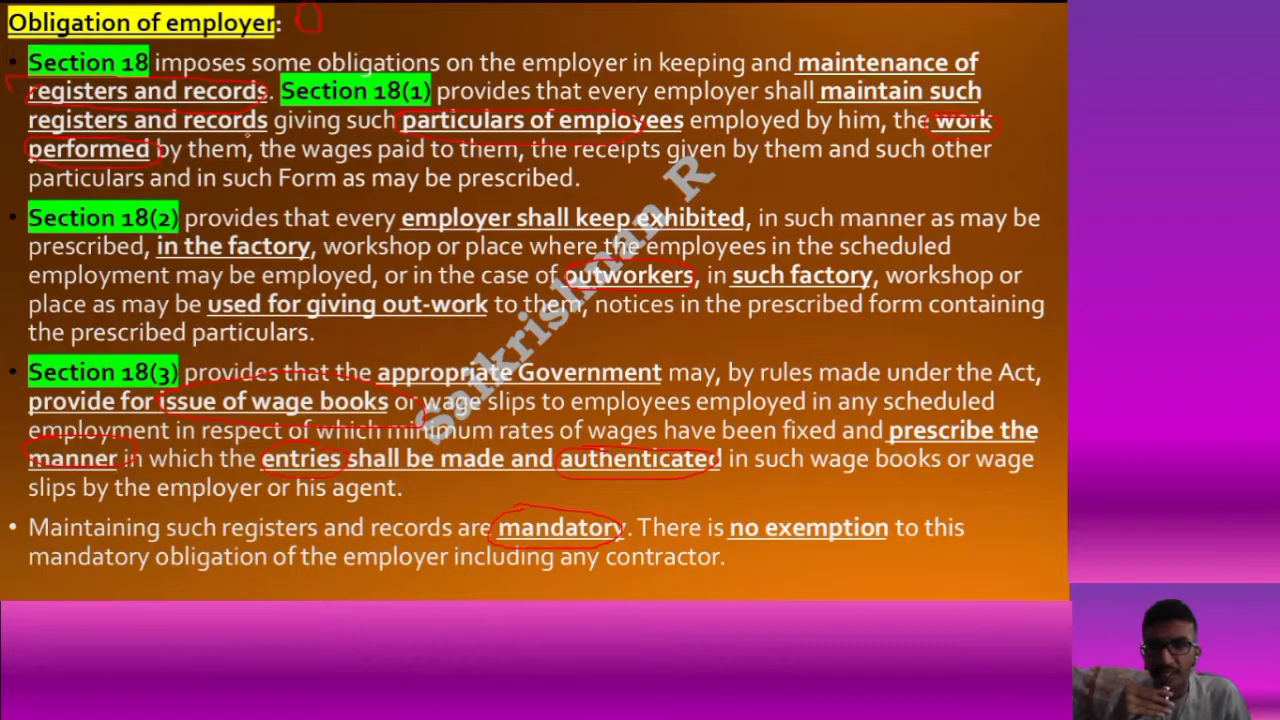 Obligation of employer:
• Section 18 imposes some obligations on the employer in keeping and maintenance of
registers and records. Section 18(1) provides that every employer shall maintain such
registers and records giving such particulars of employees employed by him, the work
performed by them, the wages paid to them, the receipts given by them and such other
particulars and in such Form as may be prescribed.
• Section 18(2) provides that every employer shall keep exhibited, in such manner as may be
prescribed, in the factory, workshop or place where the employees in the scheduled
employment may be employed, or in the case of outworkers, in such factory, workshop or
place as may be used for giving out-work to them, notices in the prescribed form containing
the prescribed particulars.
• Section 18(3) provides that the appropriate Government may, by rules made under the Act,
provide for issue of wage books or wage slips to employees employed in any scheduled
employment in respect of which minimum rates of wages have been fixed and prescribe the
manner in which the entries shall be made and authenticated in such wage books or wage
slips by the employer or his agent.
• Maintaining such registers and records are mandatory. There is no exemption to this
mandatory obligation of the employer including any contractor.
Saikrishnan R